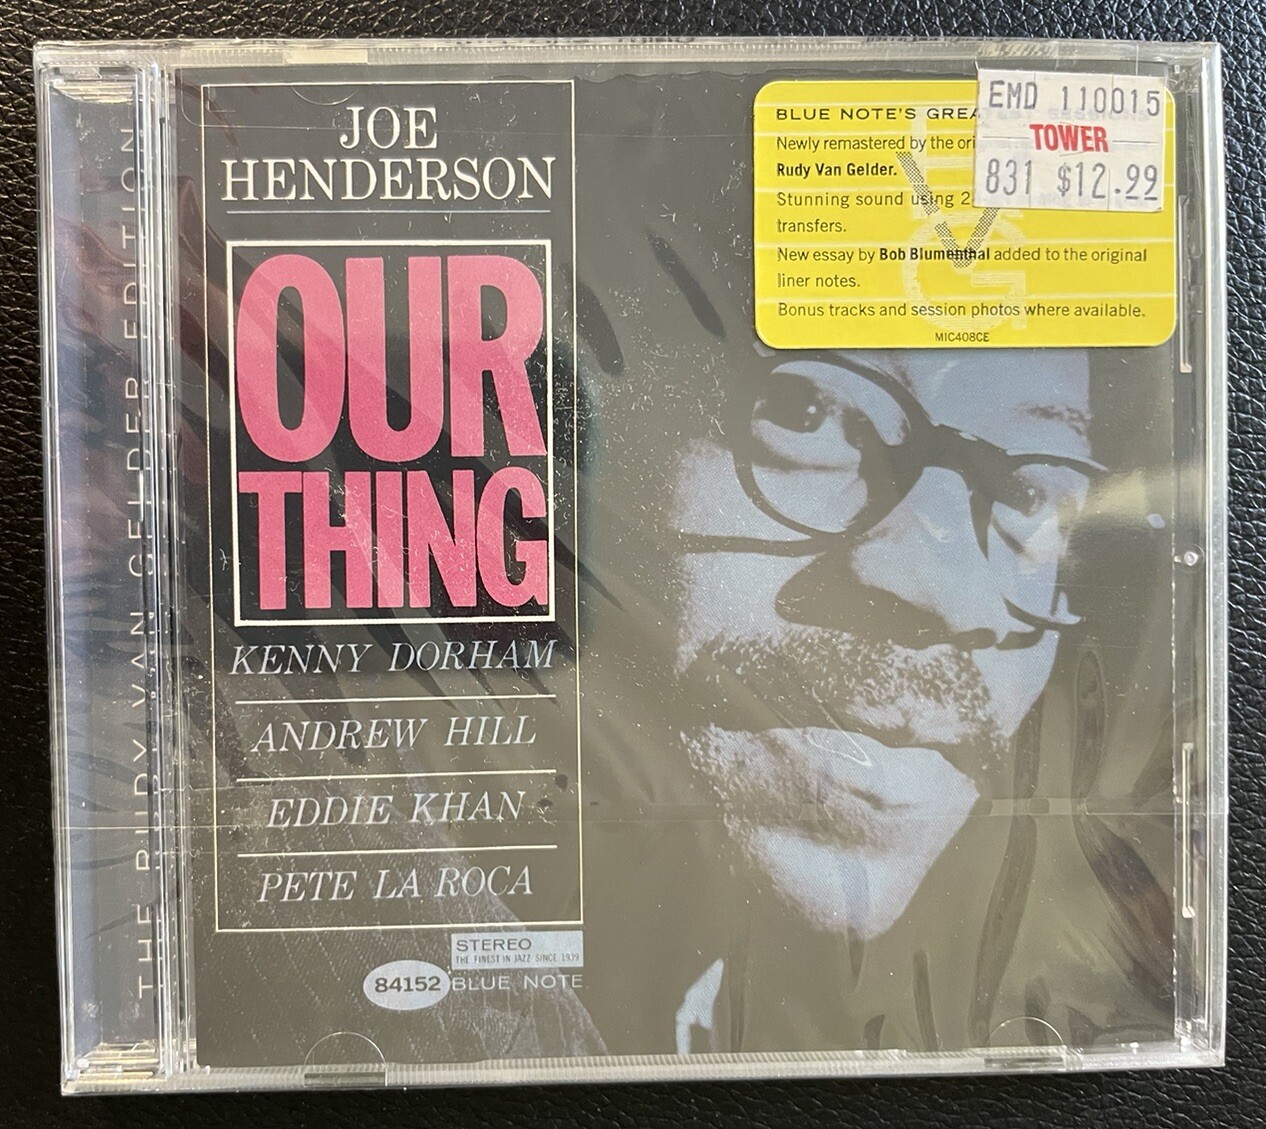 THE RUDY VAN GELDER EDITION
JOE
HENDERSON
OUR
THING
KENNY DORHAM
ANDREW HILL
EDDIE KHAN
PETE LA ROCA
STEREO
THE FINEST IN JAZZ SINCE 1939
84152 BLUE NOTE
BLUE NOTE'S GREA
Newly remastered by the ori
Rudy Van Gelder.
Stunning sound using 2
transfers.
New essay by Bob Blumenthal added to the original
liner notes.
Bonus tracks and session photos where available.
MIC408CE
EMD 110015
TOWER
831 $12.99